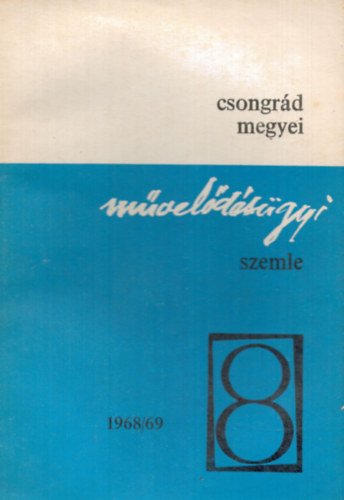 csongrád
megyei
művelődésügyi
szemle
1968/69
8